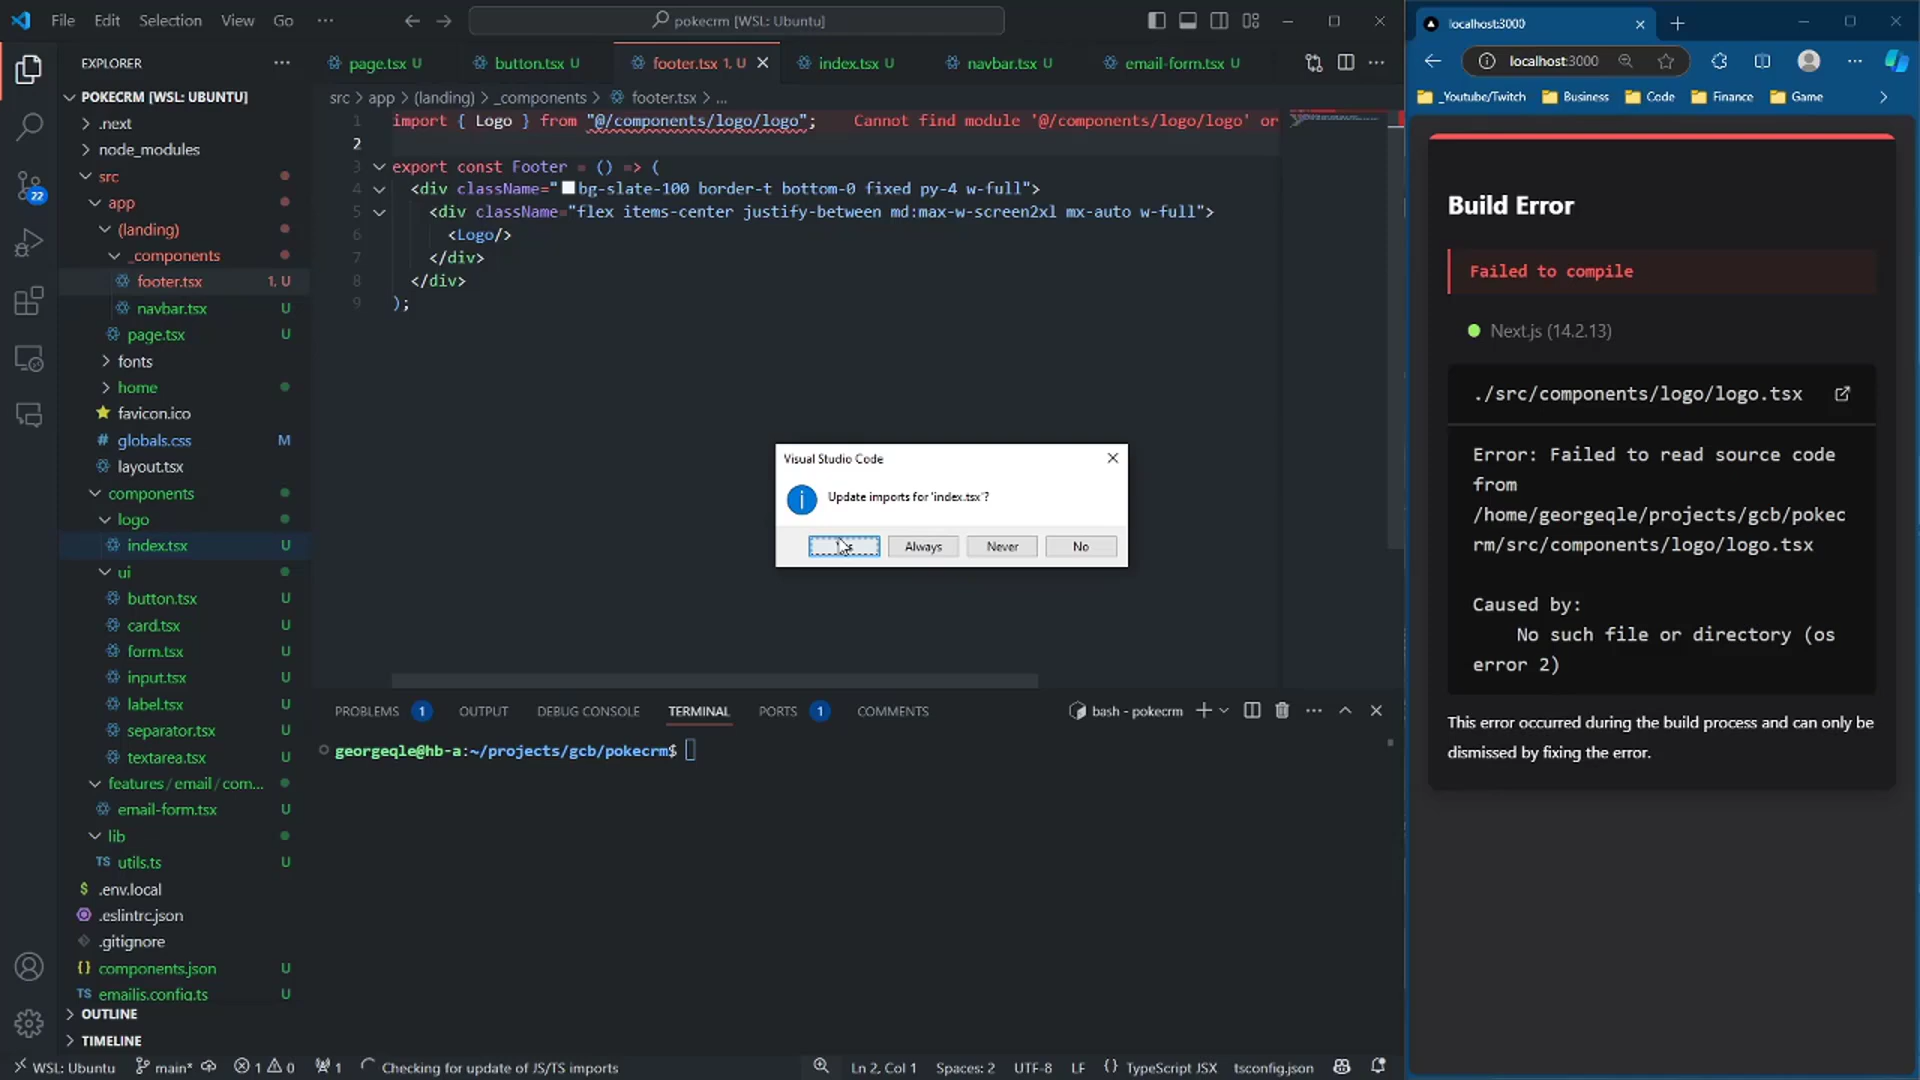 File Edit Selection View Go ···
pokecrm [WSL: Ubuntu]
EXPLORER
POKECRM [WSL: UBUNTU]
.next
node_modules
src
app
(landing)
_components
footer.tsx 1, U
navbar.tsx U
page.tsx U
fonts
home
favicon.ico
globals.css M
layout.tsx
components
logo
index.tsx U
ui
button.tsx U
card.tsx U
form.tsx U
input.tsx U
label.tsx U
separator.tsx U
textarea.tsx U
features / email / com...
email-form.tsx U
lib
TS utils.ts U
$ .env.local
.eslintrc.json
.gitignore
{} components.json U
TS emailjs.config.ts U
OUTLINE
TIMELINE
22
page.tsx U
button.tsx U
footer.tsx 1, U
index.tsx U
navbar.tsx U
email-form.tsx U
src > app > (landing) > _components > footer.tsx > ...
1 import { Logo } from "@/components/logo/logo"; Cannot find module '@/components/logo/logo' or
2
3 export const Footer = () => (
4 <div className="bg-slate-100 border-t bottom-0 fixed py-4 w-full">
5 <div className="flex items-center justify-between md:max-w-screen2xl mx-auto w-full">
6 <Logo/>
7 </div>
8 </div>
9 );
Visual Studio Code
Update imports for 'index.tsx'?
Always Never No
PROBLEMS 1 OUTPUT DEBUG CONSOLE TERMINAL PORTS 1 COMMENTS
bash - pokecrm
georgeqle@hb-a:~/projects/gcb/pokecrm$
WSL: Ubuntu main* 1 0 1 Checking for update of JS/TS imports
Ln 2, Col 1 Spaces: 2 UTF-8 LF {} TypeScript JSX tsconfig.json
localhost:3000
localhost:3000
_Youtube/Twitch Business Code Finance Game
Build Error
Failed to compile
Next.js (14.2.13)
./src/components/logo/logo.tsx
Error: Failed to read source code
from
/home/georgeqle/projects/gcb/pokec
rm/src/components/logo/logo.tsx
Caused by:
No such file or directory (os
error 2)
This error occurred during the build process and can only be
dismissed by fixing the error.